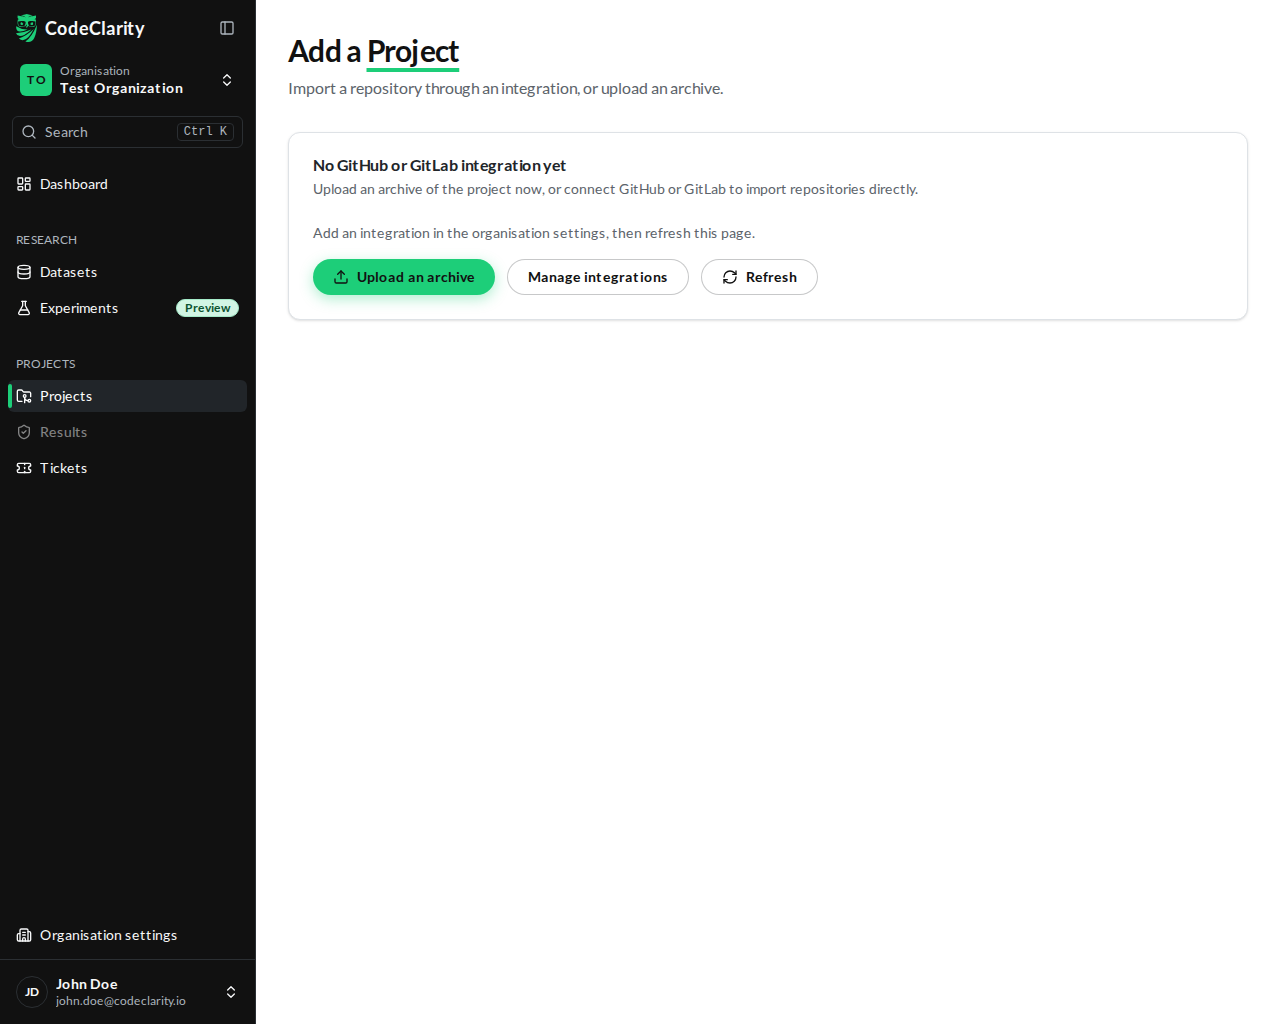 CodeClarity
TO
Organisation
Test Organization
Search
Ctrl K
Dashboard
RESEARCH
Datasets
Experiments
Preview
PROJECTS
Projects
Results
Tickets
Organisation settings
JD
John Doe
john.doe@codeclarity.io
Add a Project
Import a repository through an integration, or upload an archive.
No GitHub or GitLab integration yet
Upload an archive of the project now, or connect GitHub or GitLab to import repositories directly.
Add an integration in the organisation settings, then refresh this page.
Upload an archive
Manage integrations
Refresh